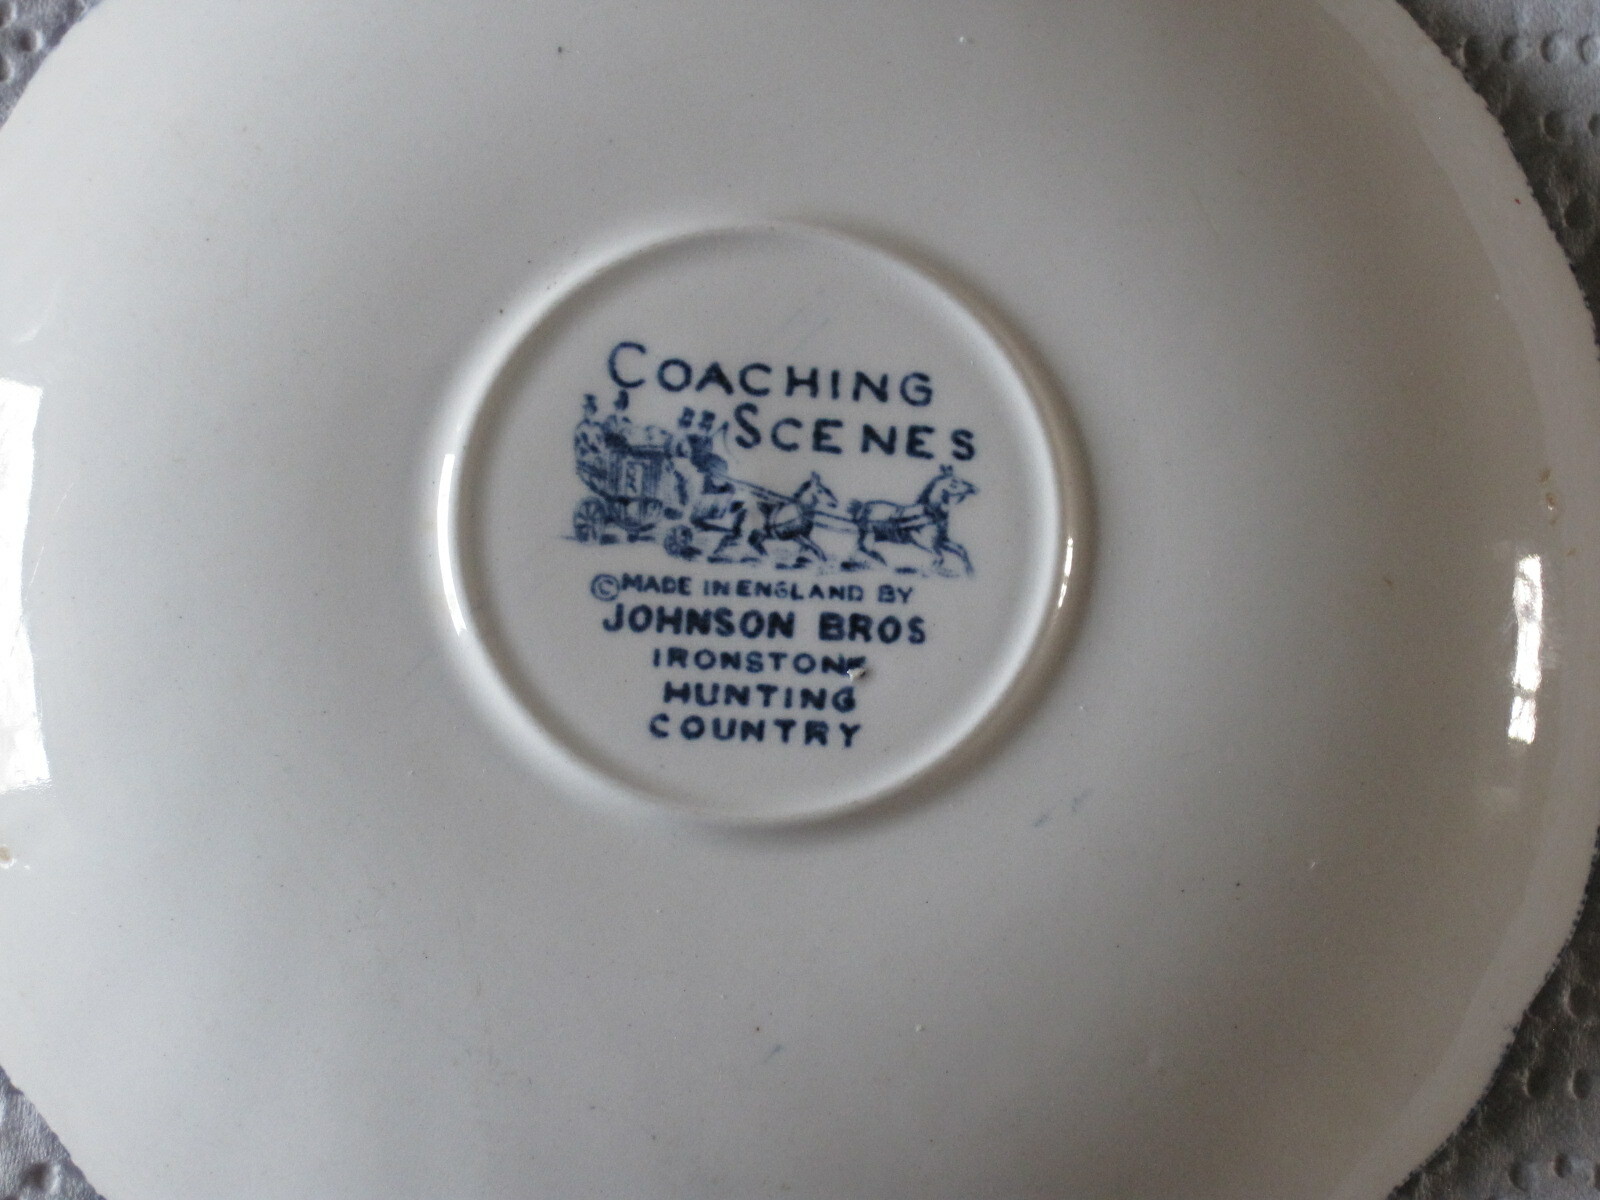 COACHING
SCENES
© MADE IN ENGLAND BY
JOHNSON BROS
IRONSTONE
HUNTING
COUNTRY